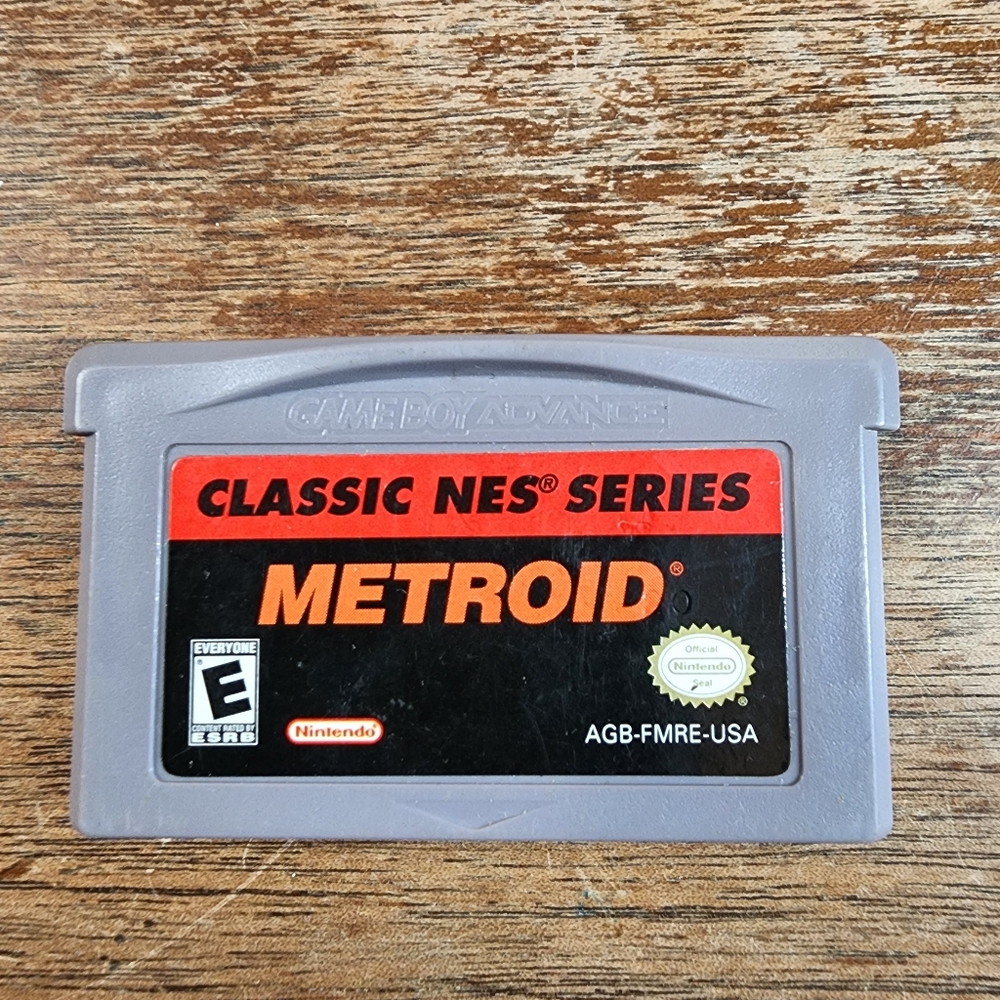 GAME BOY ADVANCE
CLASSIC NES® SERIES
METROID®
EVERYONE
E
®
CONTENT RATED BY
ESRB
Nintendo®
Official
Nintendo
Seal
®
AGB-FMRE-USA